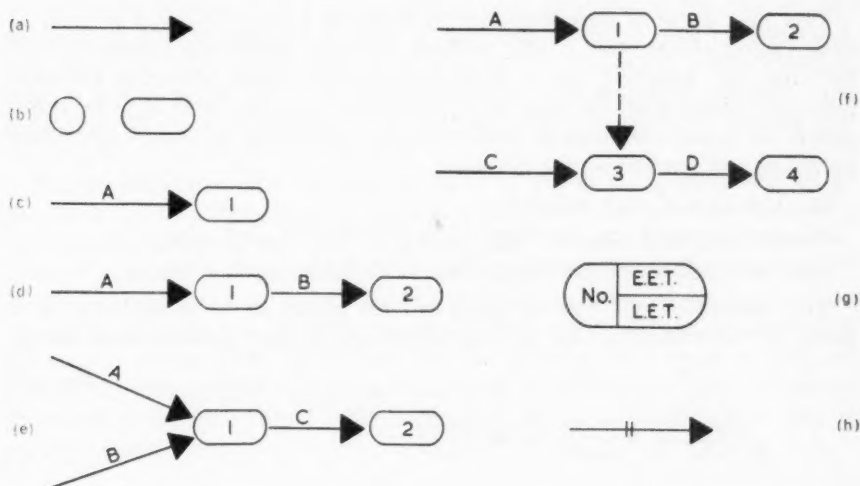 (a)
(b)
(c) A 1
(d) A 1 B 2
(e) A B 1 C 2
A 1 B 2
(f)
C 3 D 4
No. E.E.T. L.E.T. (g)
(h)